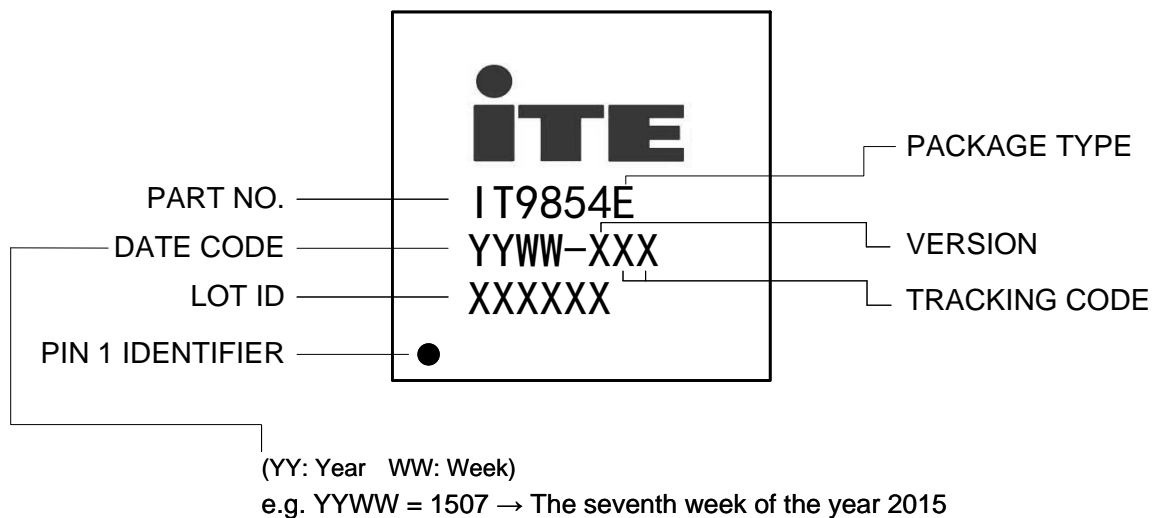 iTE
PACKAGE TYPE
PART NO.
IT9854E
DATE CODE
YYWW-XXX
VERSION
LOT ID
XXXXXX
TRACKING CODE
PIN 1 IDENTIFIER
(YY: Year WW: Week)
e.g. YYWW = 1507 → The seventh week of the year 2015